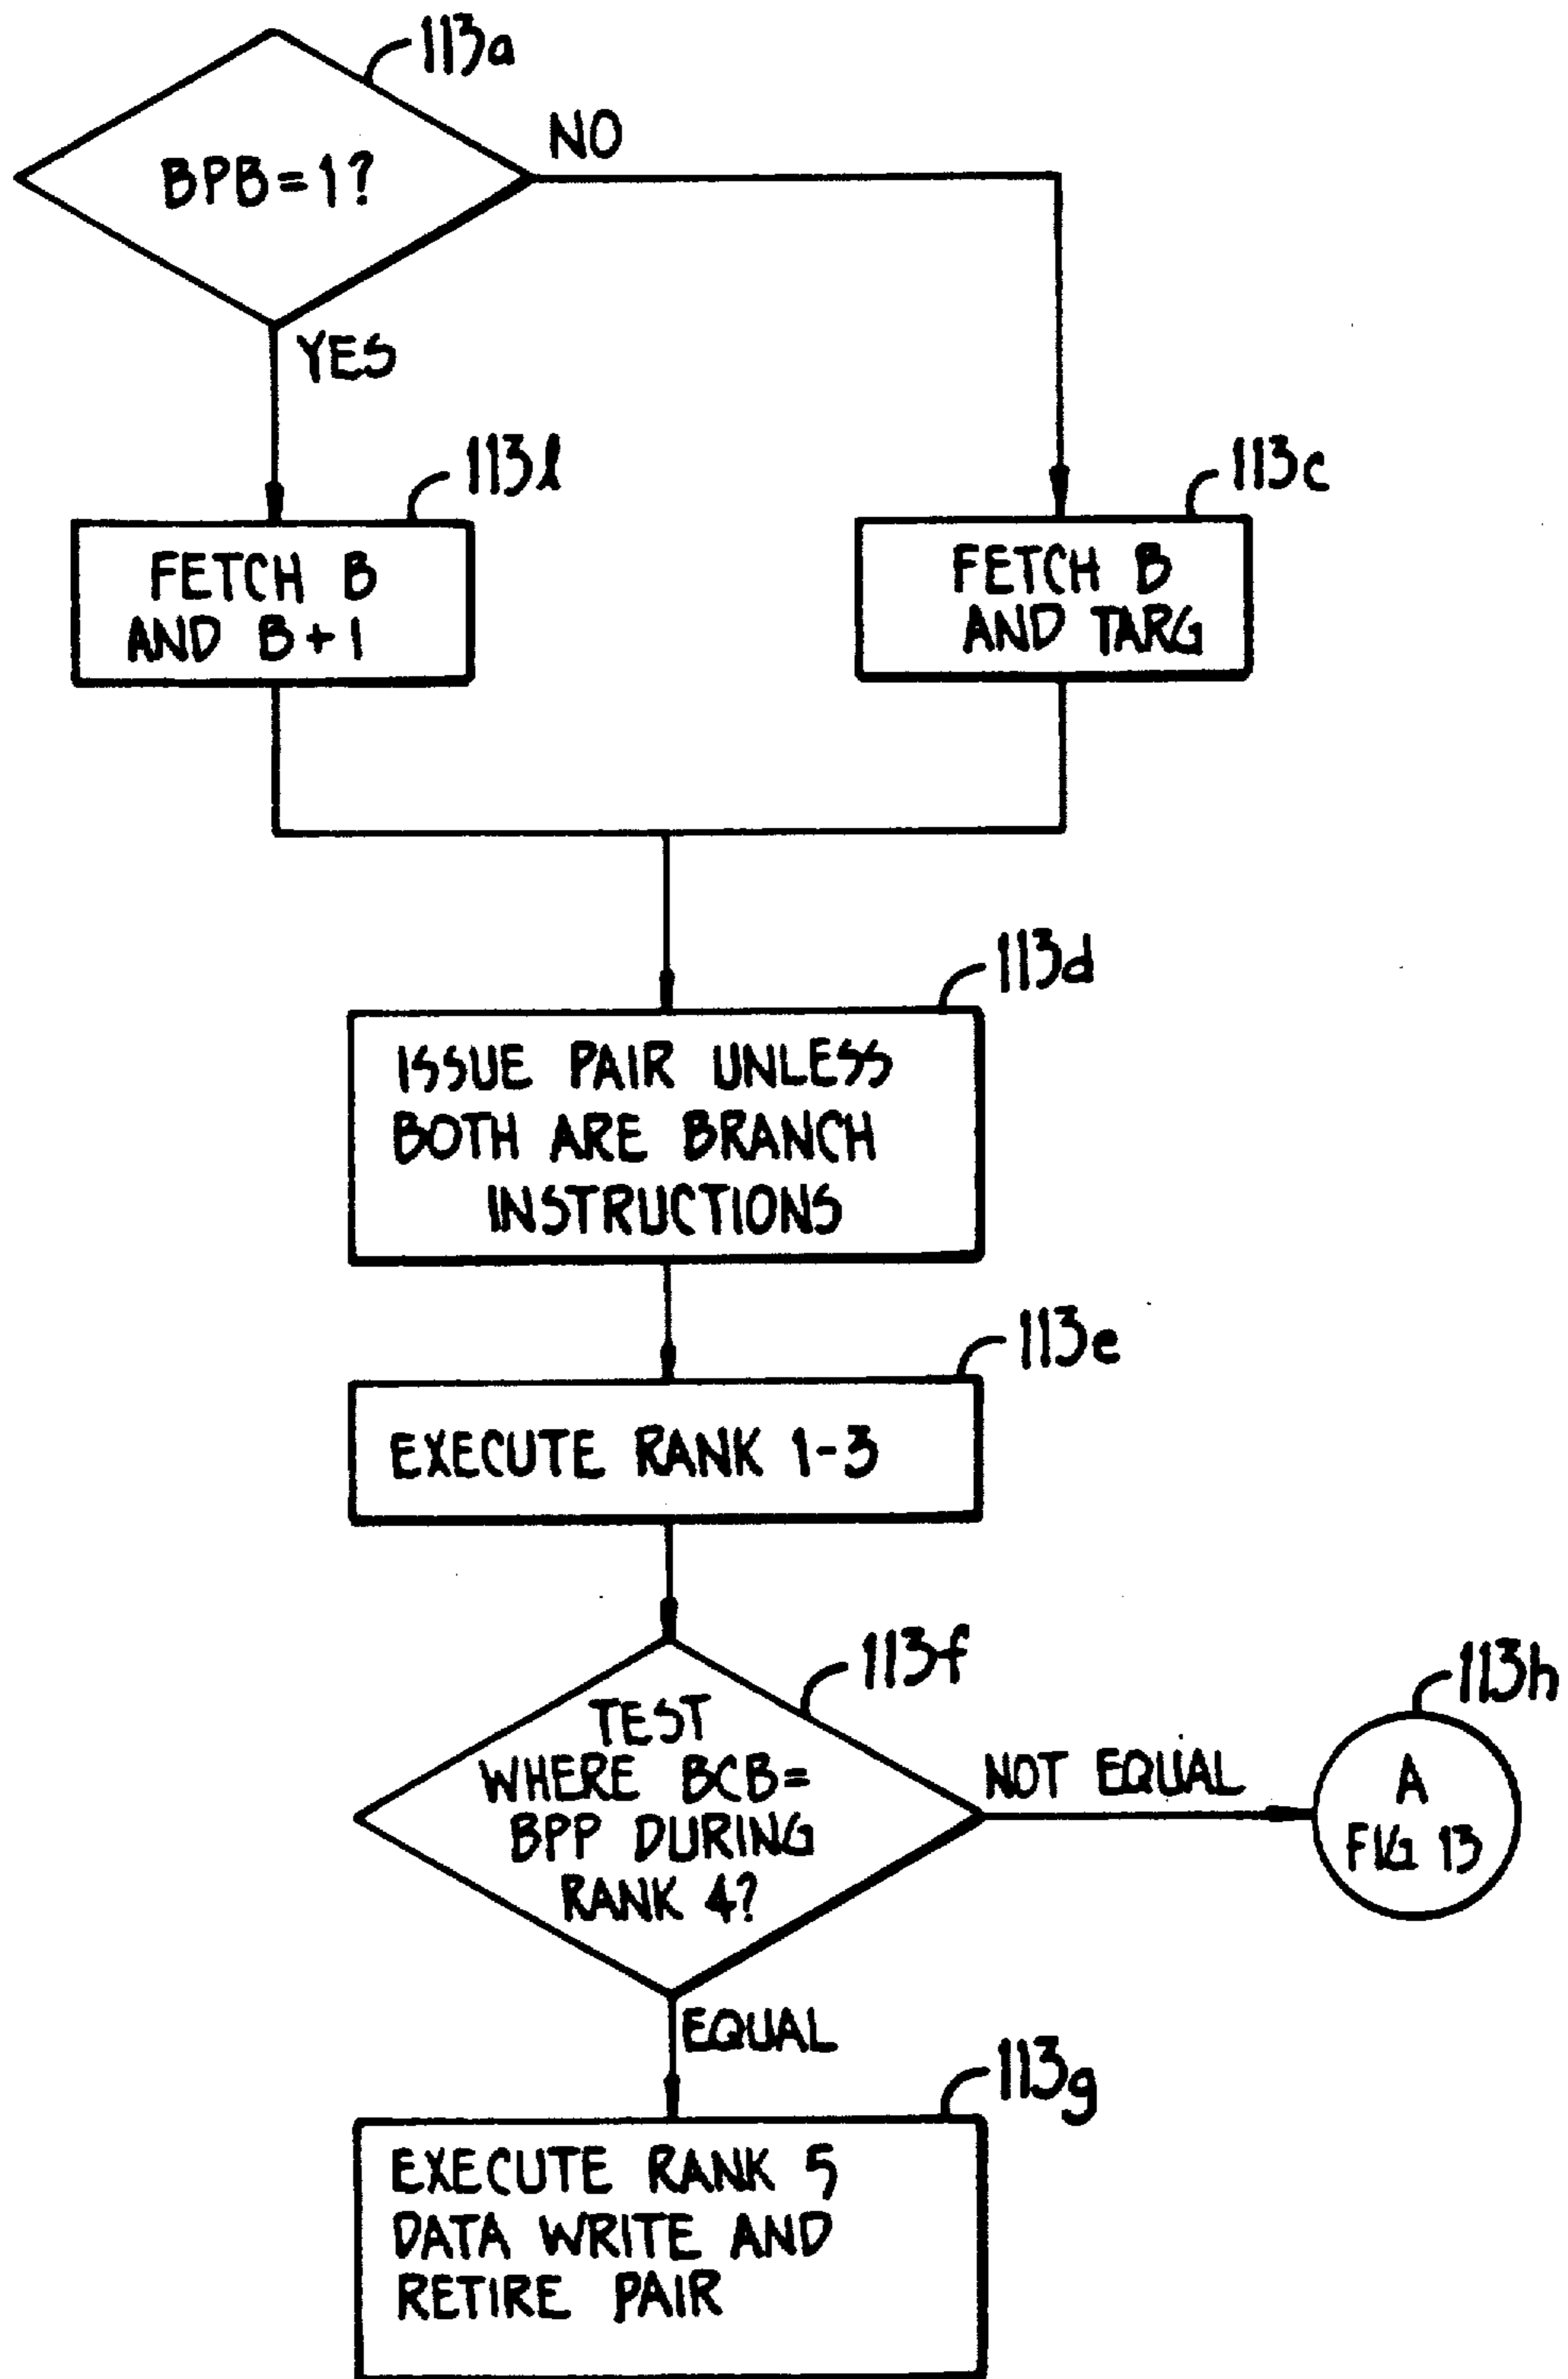 113a
BPB=1?
NO
YES
113l
113c
FETCH B
AND B+1
FETCH B
AND TARG
113d
ISSUE PAIR UNLESS
BOTH ARE BRANCH
INSTRUCTIONS
113e
EXECUTE RANK 1-3
113f
113h
TEST
WHERE BCB=
BPP DURING
RANK 4?
NOT EQUAL
A
FIG 13
EQUAL
113g
EXECUTE RANK 5
DATA WRITE AND
RETIRE PAIR